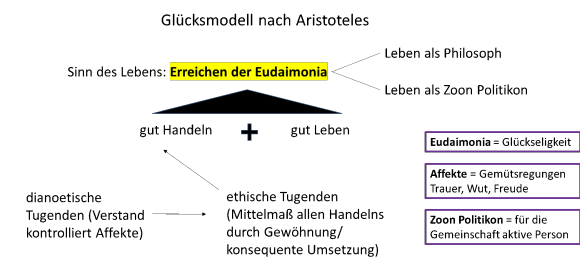 Glücksmodell nach Aristoteles
Leben als Philosoph
Sinn des Lebens: Erreichen der Eudaimonia
Leben als Zoon Politikon
gut Handeln + gut Leben
Eudaimonia = Glückseligkeit
Affekte = Gemütsregungen
Trauer, Wut, Freude
Zoon Politikon = für die
Gemeinschaft aktive Person
dianoetische
Tugenden (Verstand
kontrolliert Affekte)
ethische Tugenden
(Mittelmaß allen Handelns
durch Gewöhnung/
konsequente Umsetzung)